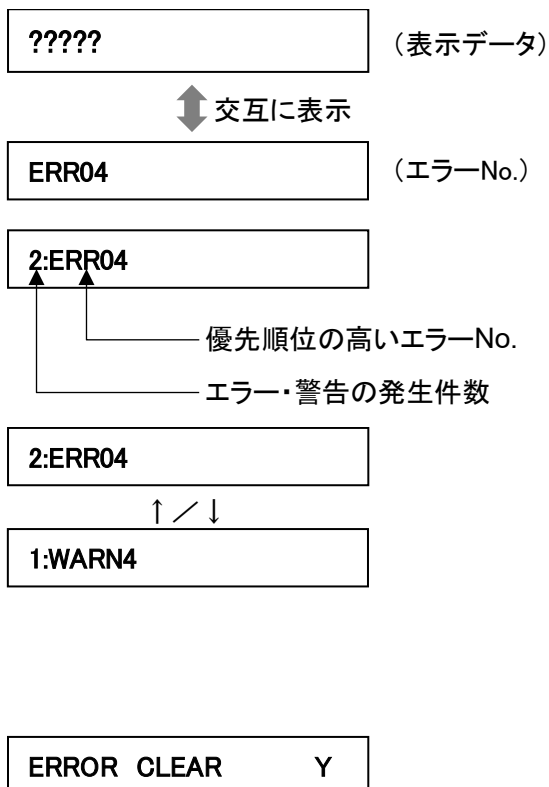 ?????
（表示データ）
交互に表示
ERR04
（エラーNo.）
2:ERR04
優先順位の高いエラーNo.
エラー・警告の発生件数
2:ERR04
↑／↓
1:WARN4
ERROR CLEAR Y